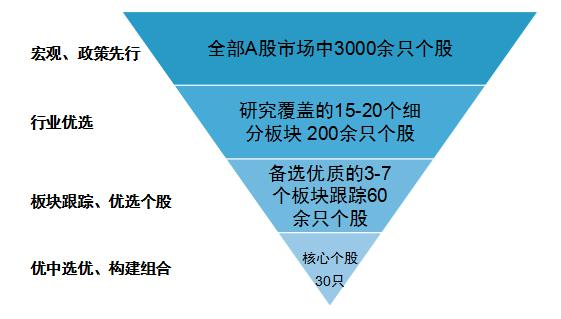 宏观、政策先行
全部A股市场中3000余只个股
行业优选
研究覆盖的15-20个细
分板块 200余只个股
板块跟踪、优选个股
备选优质的3-7
个板块跟踪60
余只个股
优中选优、构建组合
核心个股
30只